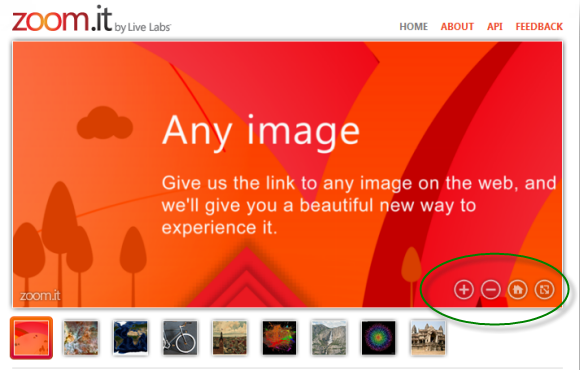 zoom.it by Live Labs
HOME ABOUT API FEEDBACK
Any image
Give us the link to any image on the web, and
we'll give you a beautiful new way to
experience it.
zoom.it